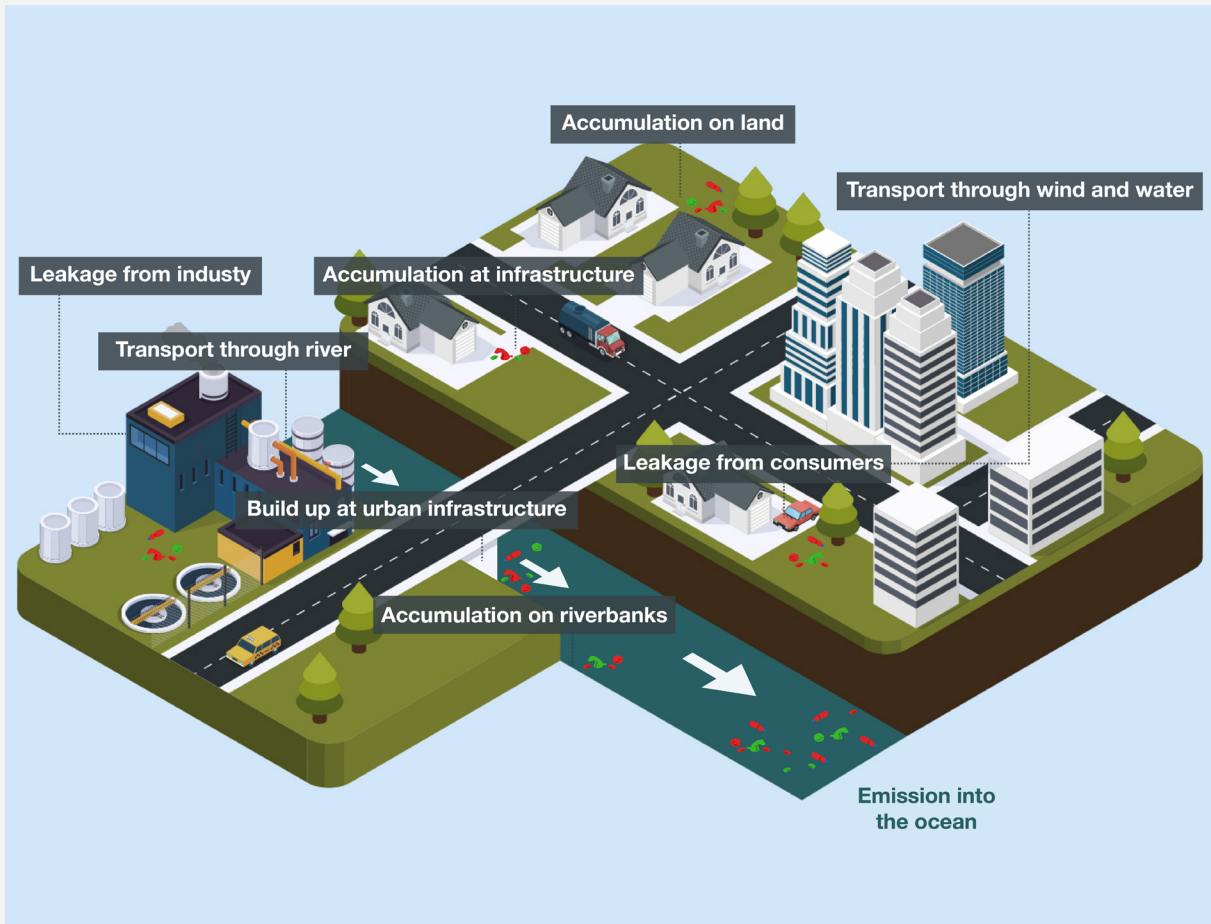 Accumulation on land
Transport through wind and water
Leakage from industy
Accumulation at infrastructure
Transport through river
Leakage from consumers
Build up at urban infrastructure
Accumulation on riverbanks
Emission into
the ocean